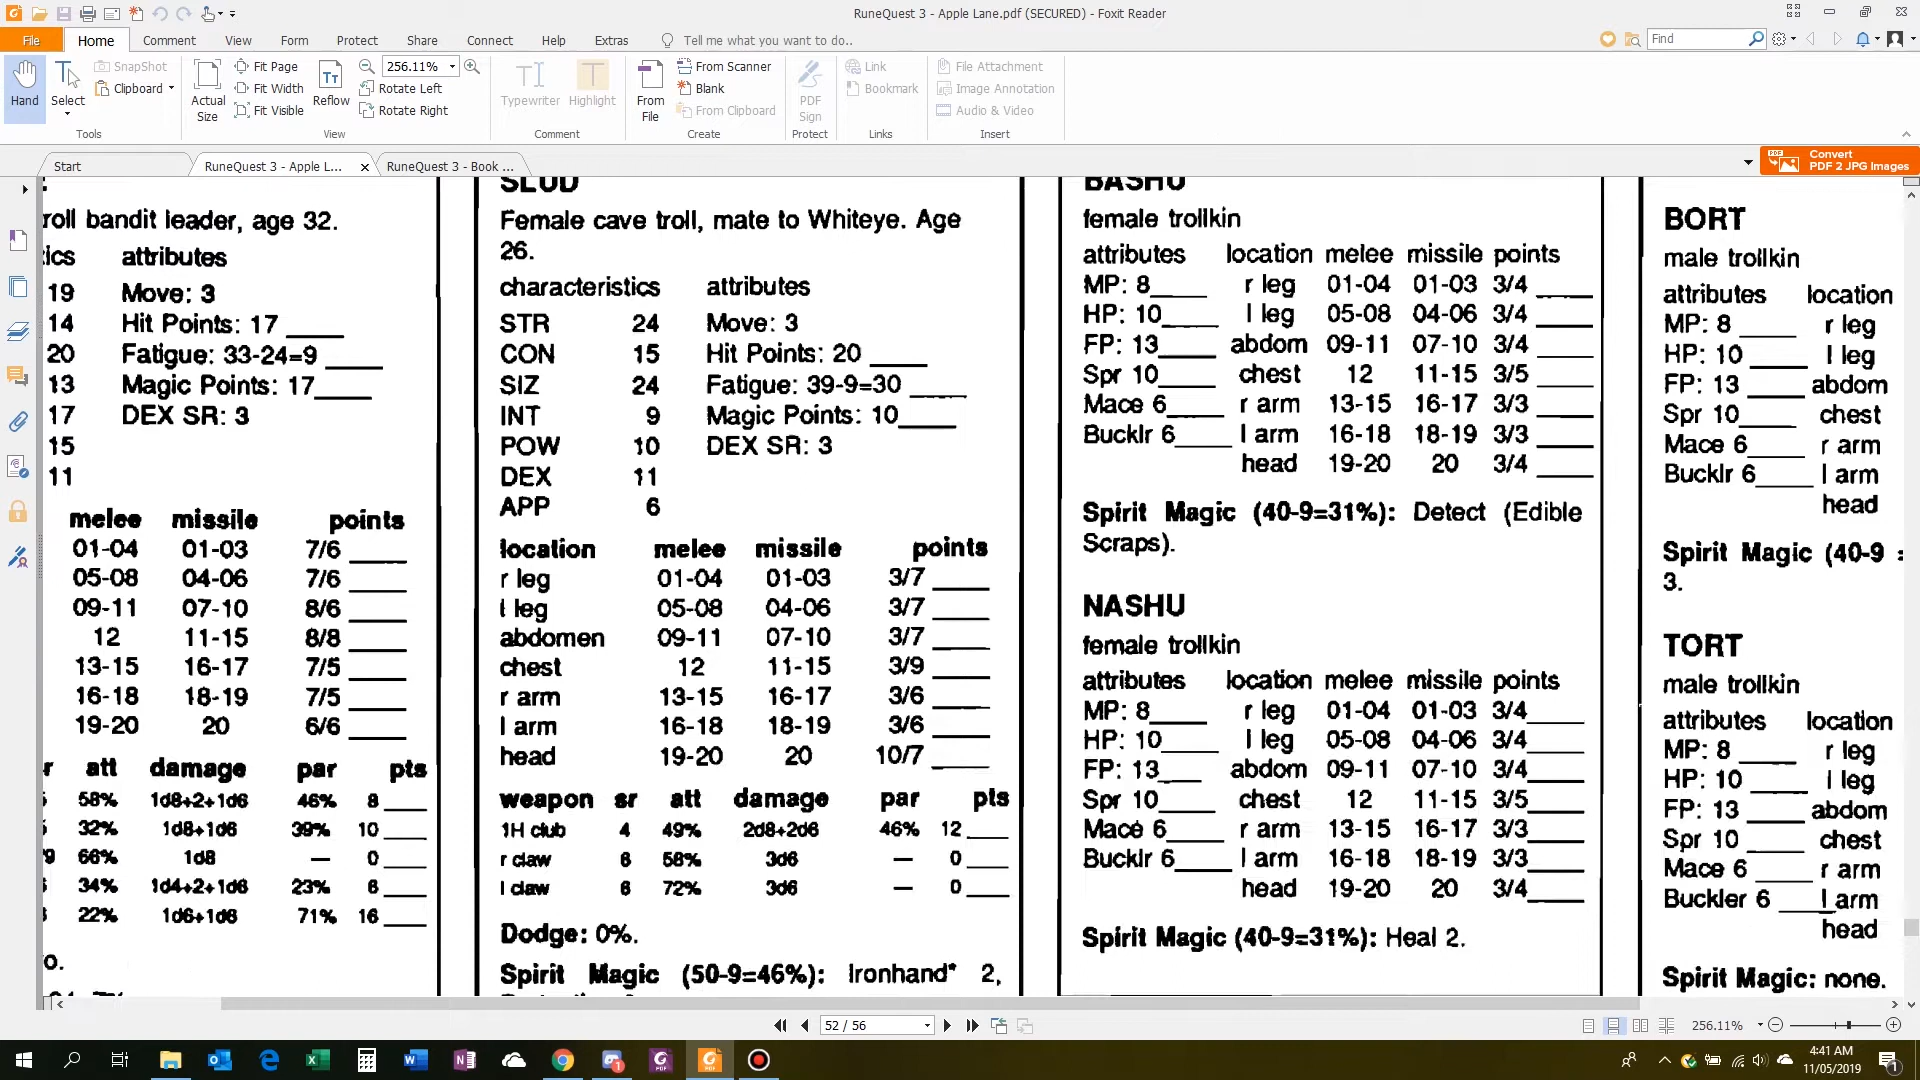 RuneQuest 3 - Apple Lane.pdf (SECURED) - Foxit Reader
File
Home
Comment
View
Form
Protect
Share
Connect
Help
Extras
Tell me what you want to do..
Find
Hand
Select
SnapShot
Clipboard
Tools
Actual Size
Fit Page
Fit Width
Fit Visible
Reflow
256.11%
Rotate Left
Rotate Right
View
Typewriter
Highlight
Comment
From File
From Scanner
Blank
From Clipboard
Create
PDF Sign
Protect
Link
Bookmark
Links
File Attachment
Image Annotation
Audio & Video
Insert
Start
RuneQuest 3 - Apple L...
RuneQuest 3 - Book ...
Convert
PDF 2 JPG Images
roll bandit leader, age 32.
tics attributes
19 Move: 3
14 Hit Points: 17
20 Fatigue: 33-24=9
13 Magic Points: 17
17 DEX SR: 3
15
11
melee missile points
01-04 01-03 7/6
05-08 04-06 7/6
09-11 07-10 8/6
12 11-15 8/8
13-15 16-17 7/5
16-18 18-19 7/5
19-20 20 6/6
r att damage par pts
58% 1d8+2+1d6 46% 8
32% 1d8+1d6 39% 10
9 66% 1d8 — 0
34% 1d4+2+1d6 23% 6
22% 1d6+1d6 71% 16
o.
SLUD
Female cave troll, mate to Whiteye. Age
26.
characteristics attributes
STR 24 Move: 3
CON 15 Hit Points: 20
SIZ 24 Fatigue: 39-9=30
INT 9 Magic Points: 10
POW 10 DEX SR: 3
DEX 11
APP 6
location melee missile points
r leg 01-04 01-03 3/7
l leg 05-08 04-06 3/7
abdomen 09-11 07-10 3/7
chest 12 11-15 3/9
r arm 13-15 16-17 3/6
l arm 16-18 18-19 3/6
head 19-20 20 10/7
weapon sr att damage par pts
1H club 4 49% 2d8+2d6 46% 12
r claw 6 58% 3d6 — 0
l claw 6 72% 3d6 — 0
Dodge: 0%.
Spirit Magic (50-9=46%): Ironhand* 2,
BASHU
female trollkin
attributes location melee missile points
MP: 8 r leg 01-04 01-03 3/4
HP: 10 l leg 05-08 04-06 3/4
FP: 13 abdom 09-11 07-10 3/4
Spr 10 chest 12 11-15 3/5
Mace 6 r arm 13-15 16-17 3/3
Bucklr 6 l arm 16-18 18-19 3/3
head 19-20 20 3/4
Spirit Magic (40-9=31%): Detect (Edible
Scraps).
NASHU
female trollkin
attributes location melee missile points
MP: 8 r leg 01-04 01-03 3/4
HP: 10 l leg 05-08 04-06 3/4
FP: 13 abdom 09-11 07-10 3/4
Spr 10 chest 12 11-15 3/5
Mace 6 r arm 13-15 16-17 3/3
Bucklr 6 l arm 16-18 18-19 3/3
head 19-20 20 3/4
Spirit Magic (40-9=31%): Heal 2.
BORT
male trollkin
attributes location
MP: 8 r leg
HP: 10 l leg
FP: 13 abdom
Spr 10 chest
Mace 6 r arm
Bucklr 6 l arm
head
Spirit Magic (40-9 =
3.
TORT
male trollkin
attributes location
MP: 8 r leg
HP: 10 l leg
FP: 13 abdom
Spr 10 chest
Mace 6 r arm
Buckler 6 l arm
head
Spirit Magic: none.
52 / 56
256.11%
4:41 AM
11/05/2019